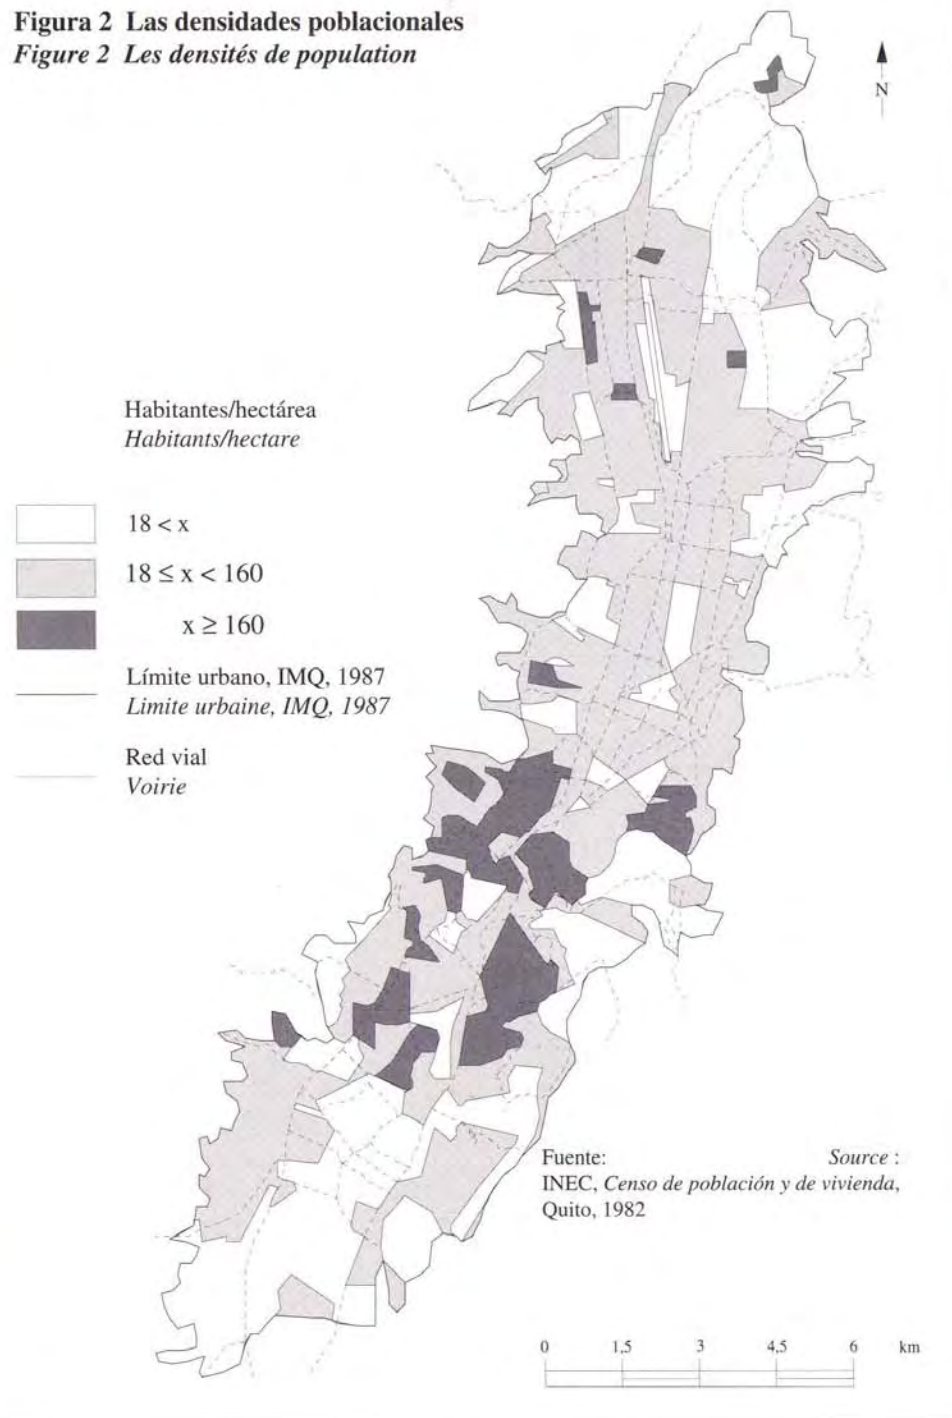 Figura 2 Las densidades poblacionales
Figure 2 Les densités de population
N
Habitantes/hectárea
Habitants/hectare
18 < x
18 ≤ x < 160
x ≥ 160
Límite urbano, IMQ, 1987
Limite urbaine, IMQ, 1987
Red vial
Voirie
Fuente: Source :
INEC, Censo de población y de vivienda,
Quito, 1982
0 1,5 3 4,5 6 km